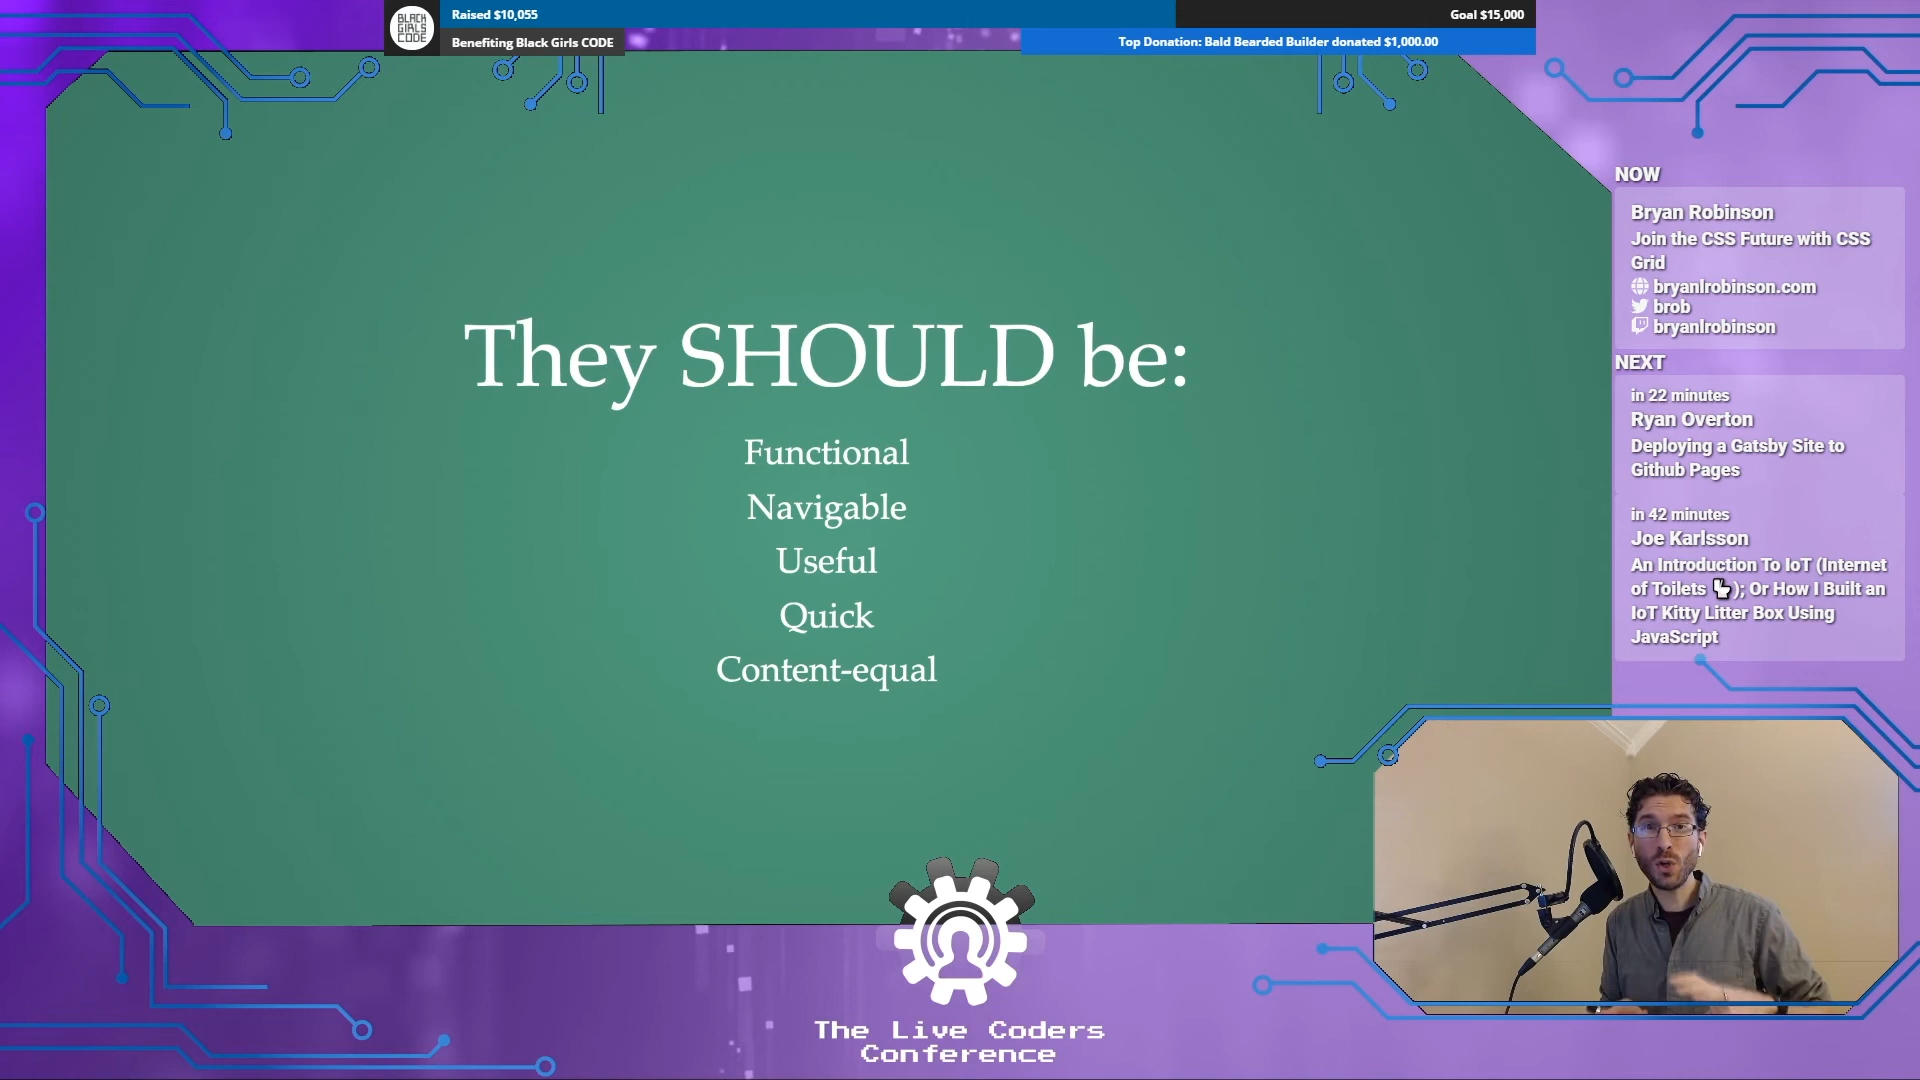 BLACK
GIRLS
CODE
Raised $10,055
Goal $15,000
Benefiting Black Girls CODE
Top Donation: Bald Bearded Builder donated $1,000.00
They SHOULD be:
Functional
Navigable
Useful
Quick
Content-equal
NOW
Bryan Robinson
Join the CSS Future with CSS
Grid
bryanlrobinson.com
brob
bryanlrobinson
NEXT
in 22 minutes
Ryan Overton
Deploying a Gatsby Site to
Github Pages
in 42 minutes
Joe Karlsson
An Introduction To IoT (Internet
of Toilets 🚽); Or How I Built an
IoT Kitty Litter Box Using
JavaScript
The Live Coders
Conference